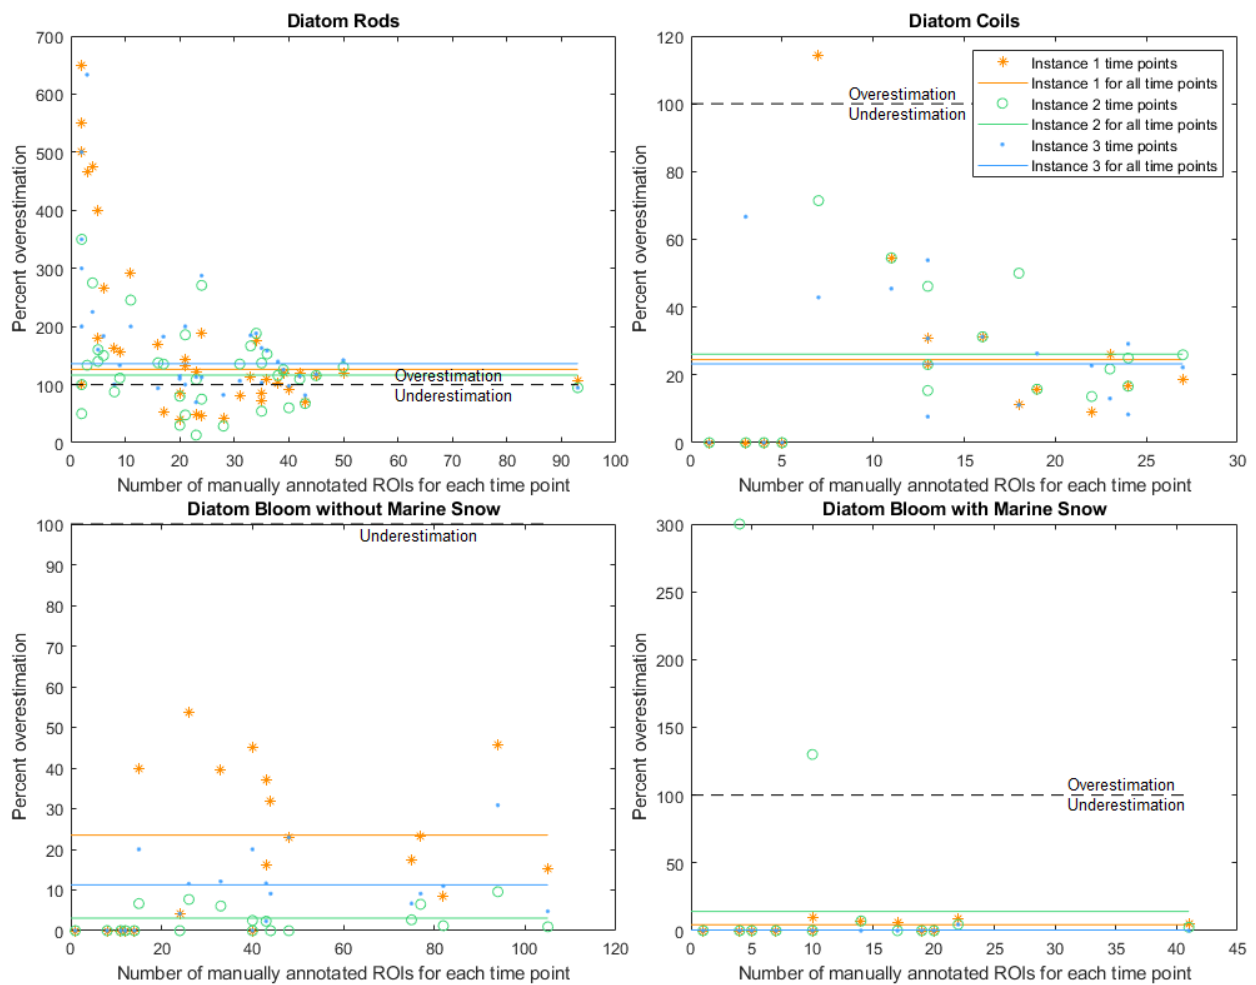 Diatom Rods
700
600
500
400
300
200
100
0
Percent overestimation
Overestimation
Underestimation
0 10 20 30 40 50 60 70 80 90 100
Number of manually annotated ROIs for each time point
Diatom Coils
120
100
80
60
40
20
0
Percent overestimation
Overestimation
Underestimation
Instance 1 time points
Instance 1 for all time points
Instance 2 time points
Instance 2 for all time points
Instance 3 time points
Instance 3 for all time points
0 5 10 15 20 25 30
Number of manually annotated ROIs for each time point
Diatom Bloom without Marine Snow
100
90
80
70
60
50
40
30
20
10
0
Percent overestimation
Underestimation
0 20 40 60 80 100 120
Number of manually annotated ROIs for each time point
Diatom Bloom with Marine Snow
300
250
200
150
100
50
0
Percent overestimation
Overestimation
Underestimation
0 5 10 15 20 25 30 35 40 45
Number of manually annotated ROIs for each time point